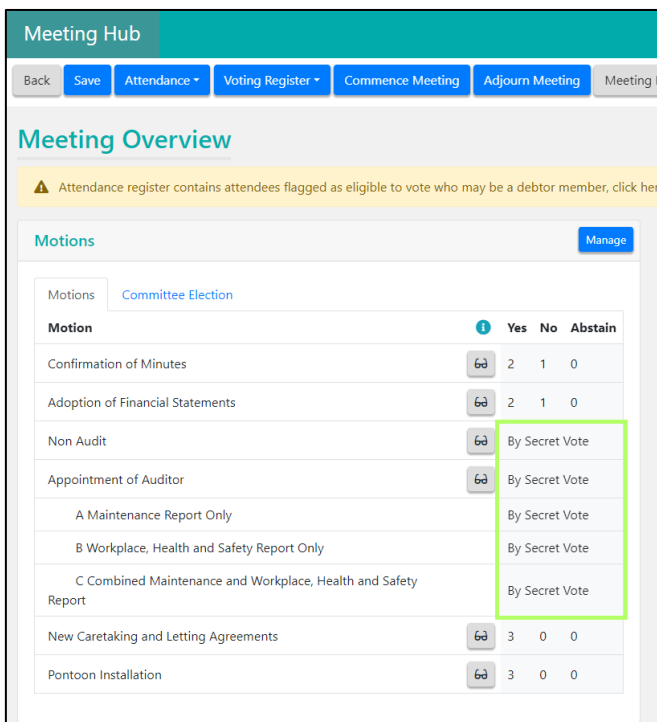 Meeting Hub
Back Save Attendance Voting Register Commence Meeting Adjourn Meeting Meeting
Meeting Overview
Attendance register contains attendees flagged as eligible to vote who may be a debtor member, click her
Motions Manage
Motions Committee Election
Motion Yes No Abstain
Confirmation of Minutes 2 1 0
Adoption of Financial Statements 2 1 0
Non Audit By Secret Vote
Appointment of Auditor By Secret Vote
A Maintenance Report Only By Secret Vote
B Workplace, Health and Safety Report Only By Secret Vote
C Combined Maintenance and Workplace, Health and Safety
Report By Secret Vote
New Caretaking and Letting Agreements 3 0 0
Pontoon Installation 3 0 0